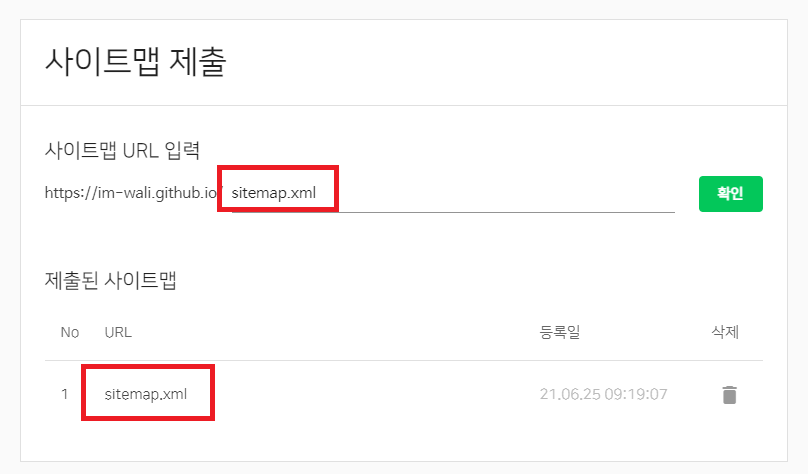 사이트맵 제출
사이트맵 URL 입력
https://im-wali.github.io/ sitemap.xml 확인
제출된 사이트맵
No URL 등록일 삭제
1 sitemap.xml 21.06.25 09:19:07